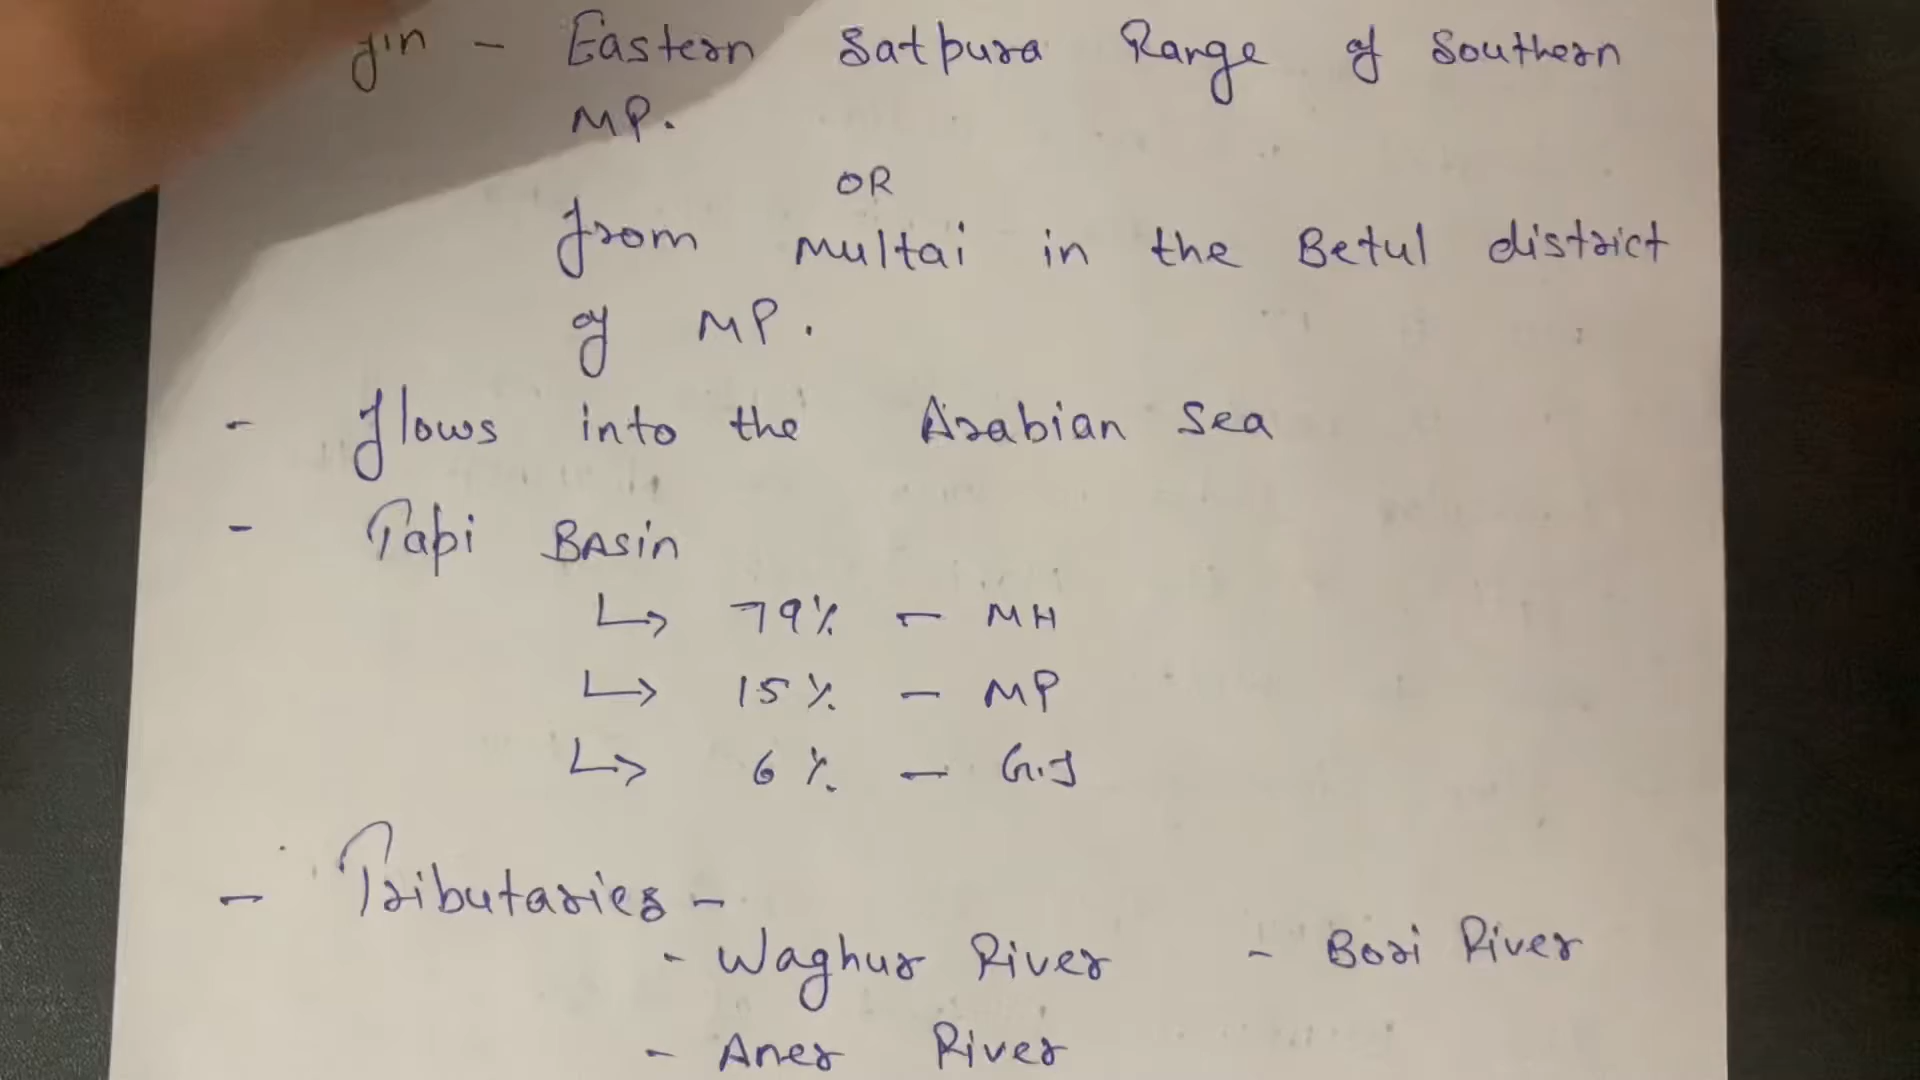 gin - Eastern Satpura Range of Southern
MP.
OR
from Multai in the Betul district
of MP.
- flows into the Arabian Sea
- Tapi Basin
↳ 79% - MH
↳ 15% - MP
↳ 6% - GJ
- Tributaries -
- Waghur River - Bori River
- Aner River